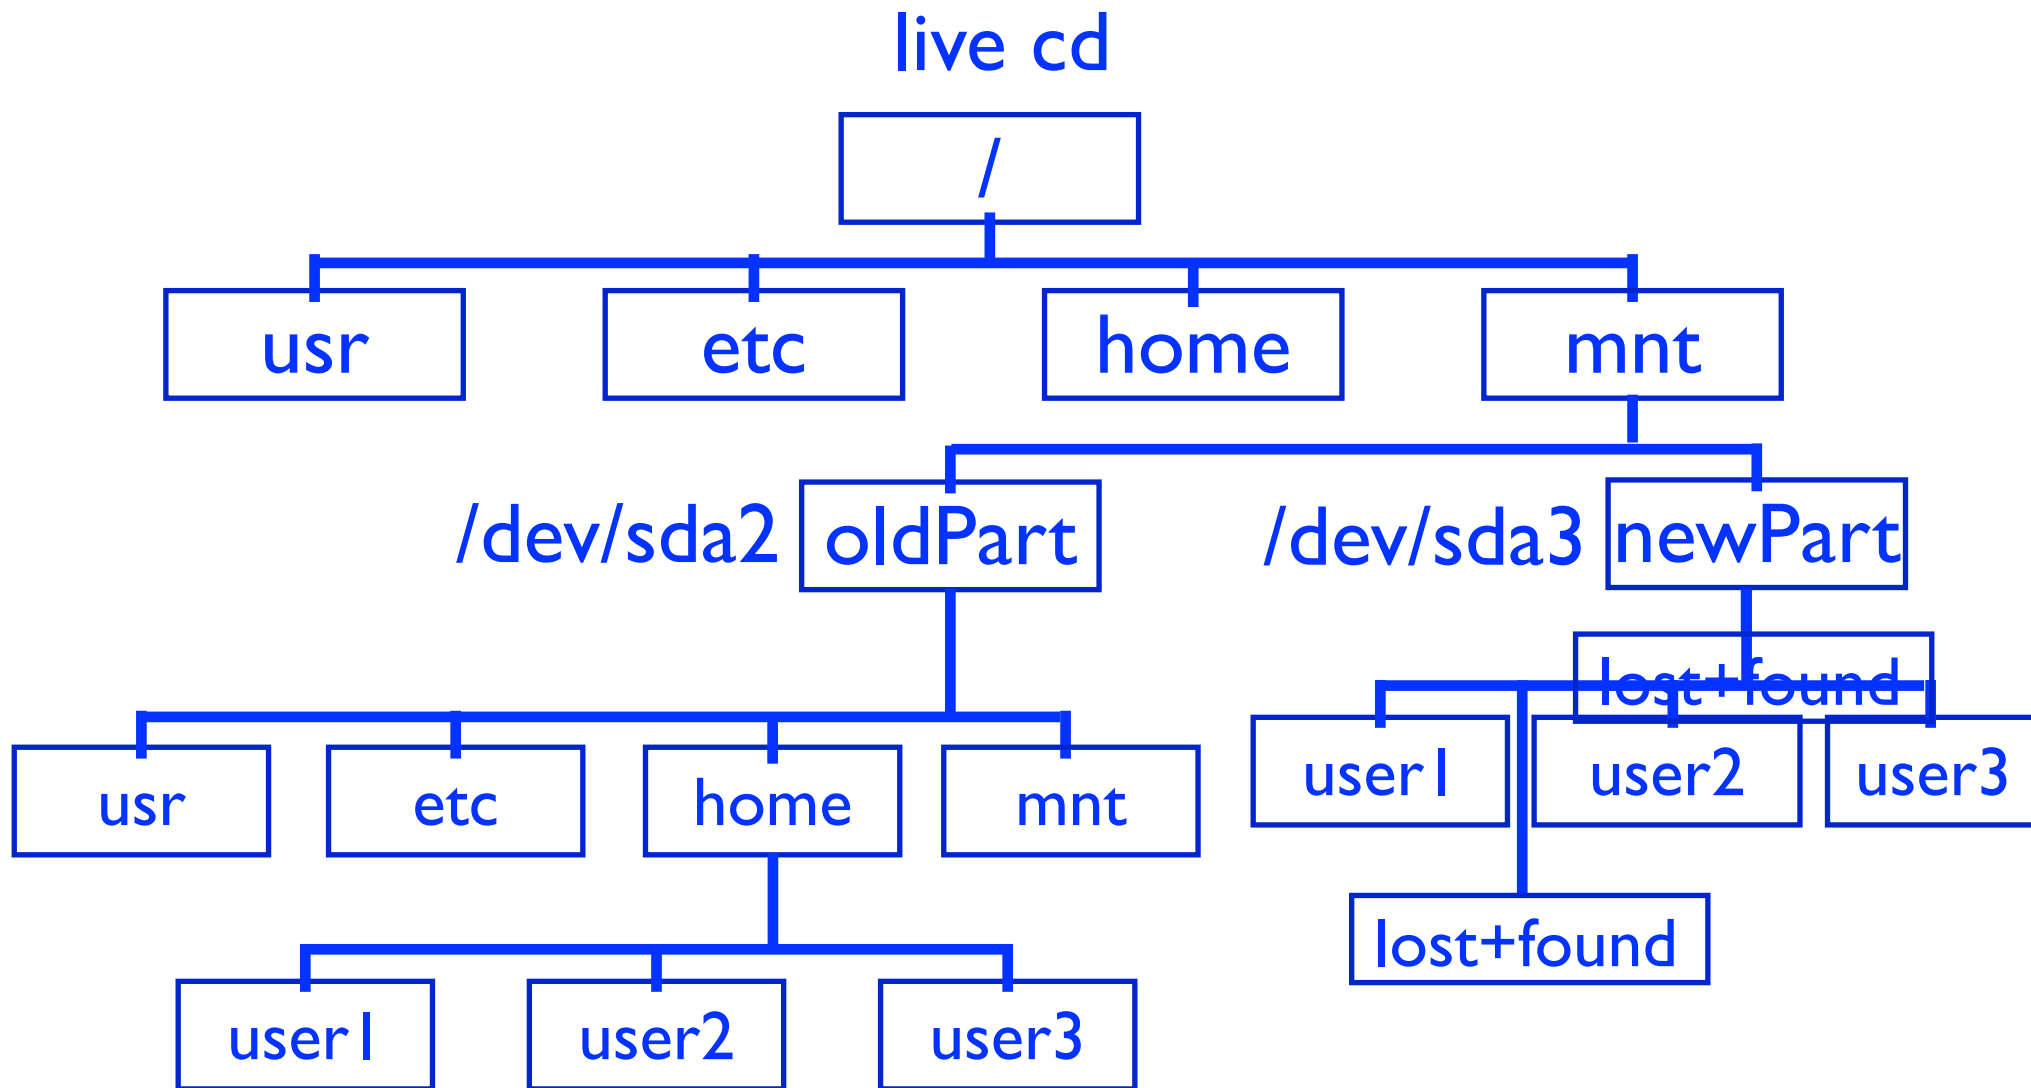 live cd
/
usr etc home mnt
/dev/sda2 oldPart /dev/sda3 newPart
lost+found
user1 user2 user3
usr etc home mnt
lost+found
user1 user2 user3